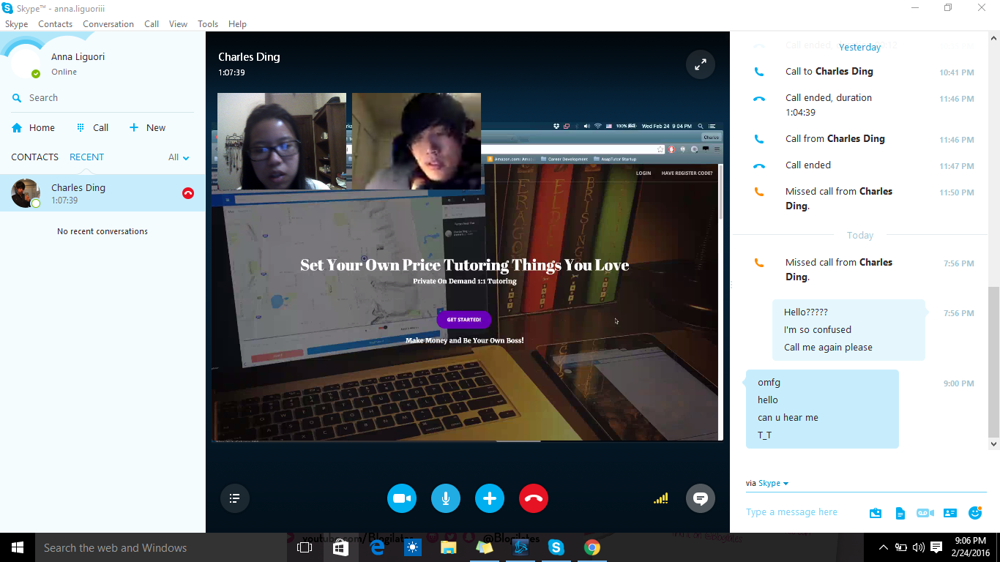 Skype™ - anna.liguoriii
Skype Contacts Conversation Call View Tools Help
Anna Liguori
Online
Search
Home Call New
CONTACTS RECENT All
Charles Ding
1:07:39
No recent conversations
Charles Ding
1:07:39
100% Wed Feb 24 9:04 PM
Charles
Amazon.com: Amaz Career Development AsapTutor Startup
LOGIN HAVE REGISTER CODE?
ERAGO
ELDE
BRISING
Set Your Own Price Tutoring Things You Love
Private On Demand 1:1 Tutoring
GET STARTED!
Make Money and Be Your Own Boss!
Yesterday
Call to Charles Ding 10:41 PM
Call ended, duration 11:46 PM
1:04:39
Call from Charles Ding 11:46 PM
Call ended 11:47 PM
Missed call from Charles 11:50 PM
Ding.
Today
Missed call from Charles 7:56 PM
Ding.
Hello????? 7:56 PM
I'm so confused
Call me again please
omfg 9:00 PM
hello
can u hear me
T_T
via Skype
Type a message here
youtube.com/Blogilates @Blogilates
Search the web and Windows
9:06 PM
2/24/2016